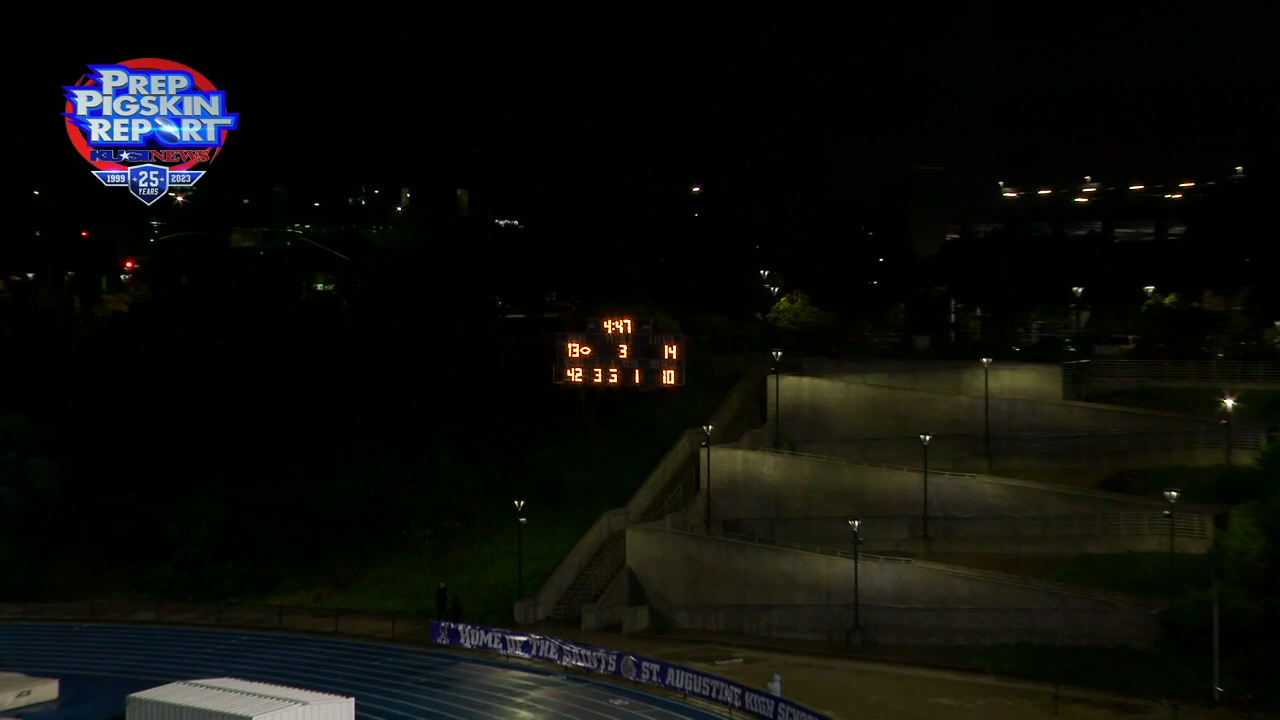 PREP
PIGSKIN
REPORT
KUSI NEWS
1999 25 2023
YEARS
4:47
13 3 14
42 3 3 1 10
HOME OF THE SAINTS ST. AUGUSTINE HIGH SCHOOL